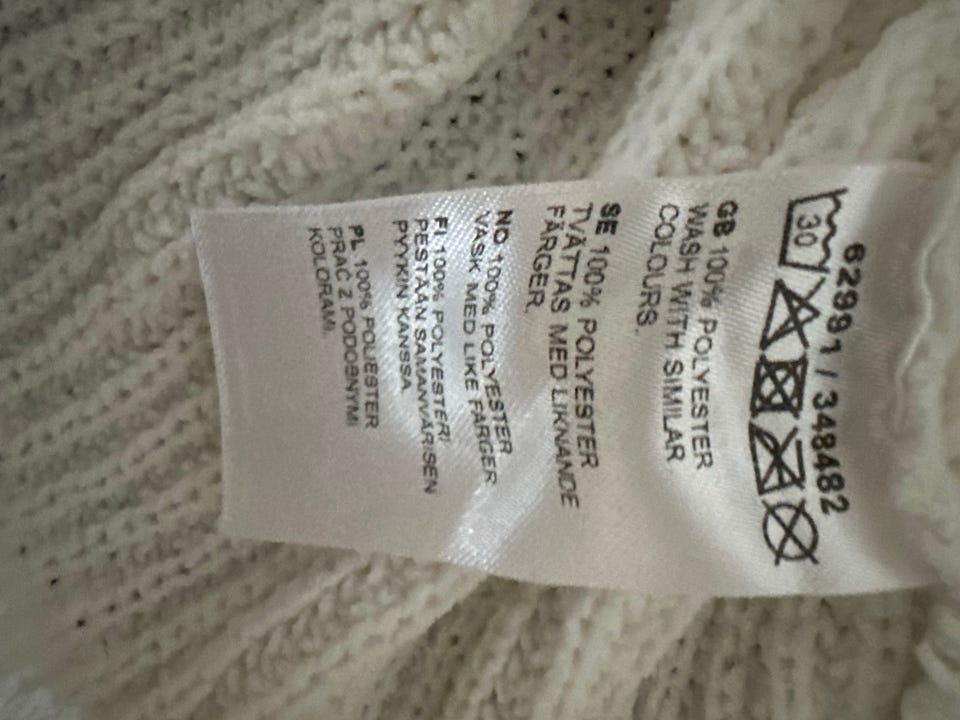 62991 / 348482
30
GB 100% POLYESTER
WASH WITH SIMILAR
COLOURS.
SE 100% POLYESTER
TVÄTTAS MED LIKNANDE
FÄRGER.
NO 100% POLYESTER
VASK MED LIKE FARGER
FI 100% POLYESTERI
PESTÄÄN SAMANVÄRISEN
PYYKIN KANSSA.
PL 100% POLIESTER
PRAĆ Z PODOBNYMI
KOLORAMI.